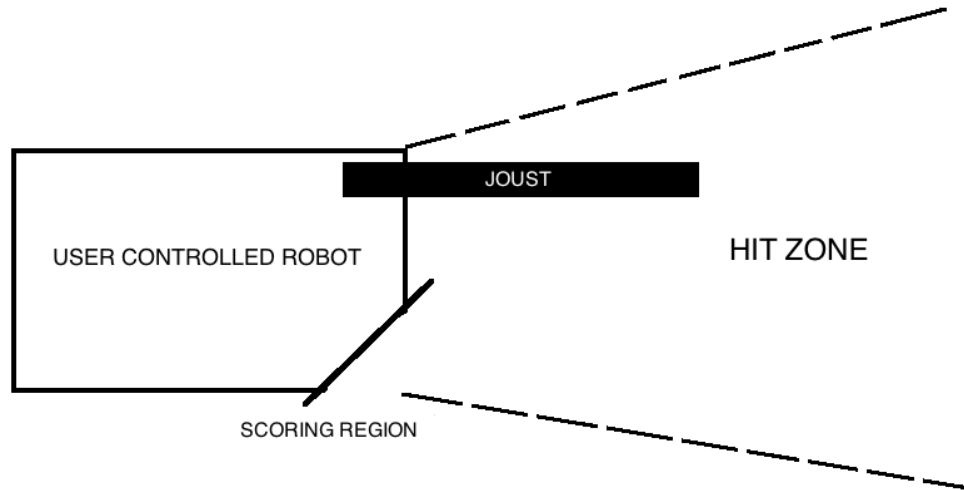 JOUST
USER CONTROLLED ROBOT
HIT ZONE
SCORING REGION